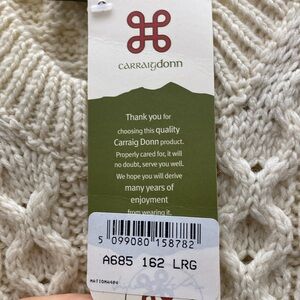 CARRAIGDONN
Thank you for
choosing this quality
Carraig Donn product.
Properly cared for, it will
no doubt, serve you well.
We hope you will derive
many years of
enjoyment
from wearing it.
5 099080 158782
A685 162 LRG